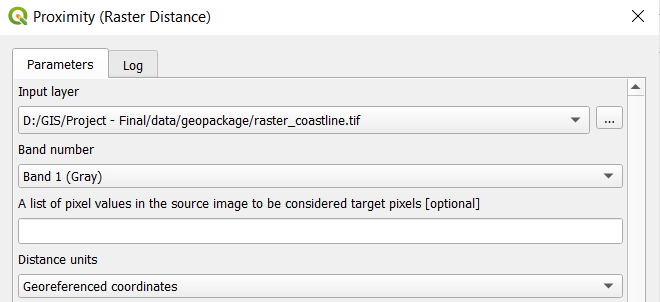 Proximity (Raster Distance)
Parameters
Log
Input layer
D:/GIS/Project - Final/data/geopackage/raster_coastline.tif
...
Band number
Band 1 (Gray)
A list of pixel values in the source image to be considered target pixels [optional]
Distance units
Georeferenced coordinates